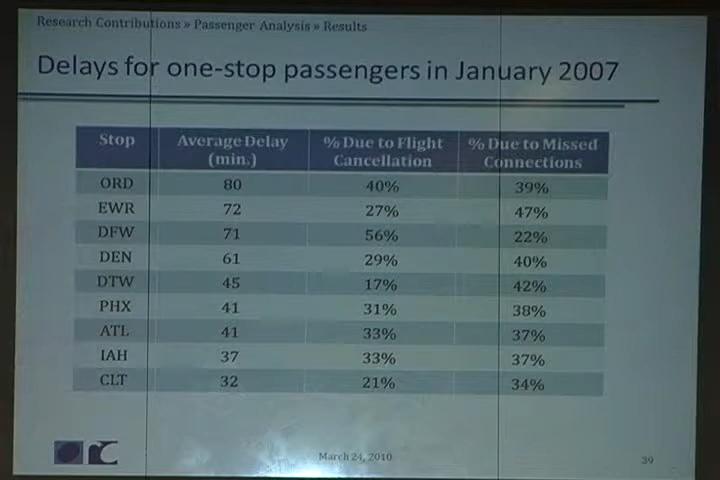 Research Contributions » Passenger Analysis » Results
Delays for one-stop passengers in January 2007
Stop Average Delay (min.) % Due to Flight Cancellation % Due to Missed Connections
ORD 80 40% 39%
EWR 72 27% 47%
DFW 71 56% 22%
DEN 61 29% 40%
DTW 45 17% 42%
PHX 41 31% 38%
ATL 41 33% 37%
IAH 37 33% 37%
CLT 32 21% 34%
March 24, 2010 39